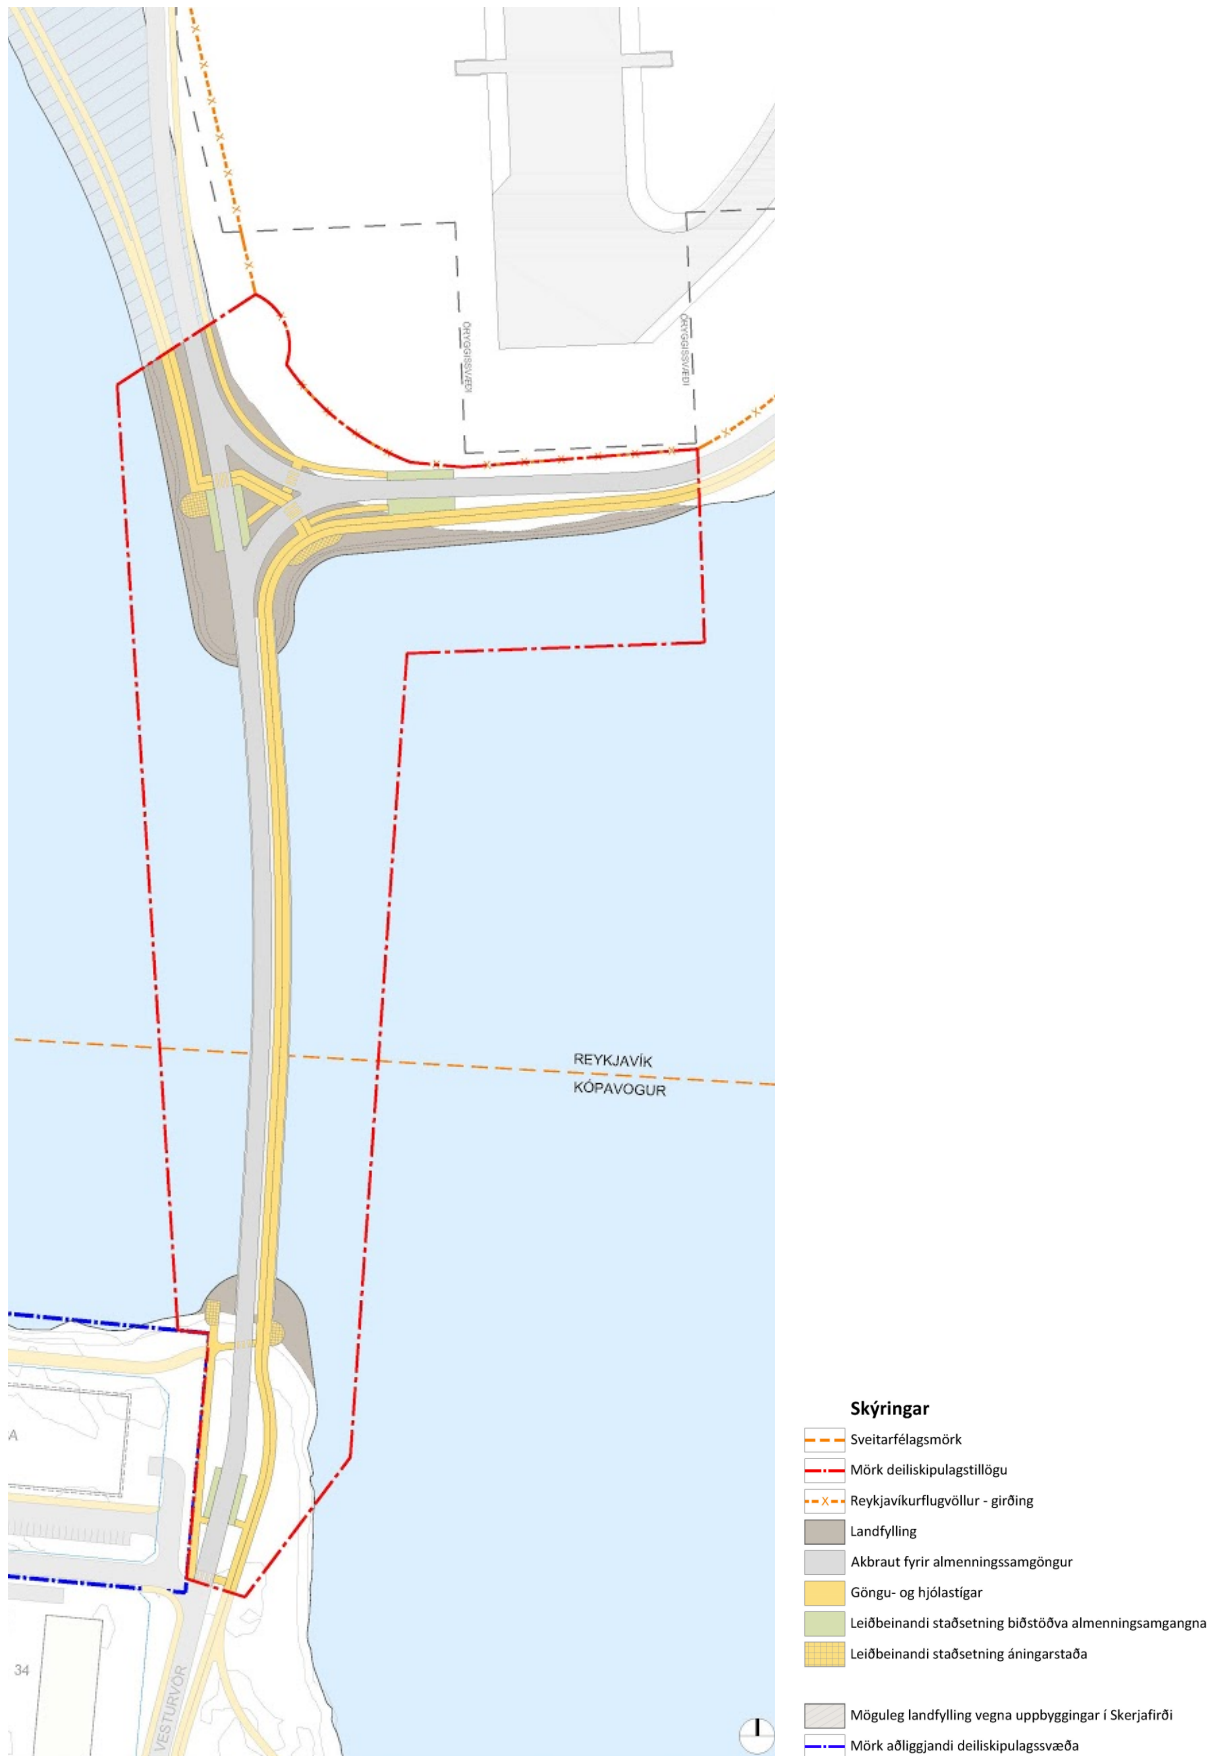 ÖRYGGISSVÆÐI
ÖRYGGISSVÆÐI
REYKJAVÍK
KÓPAVOGUR
A
34
VESTURVÖR
Skýringar
Sveitarfélagsmörk
Mörk deiliskipulagstillögu
Reykjavíkurflugvöllur - girðing
Landfylling
Akbraut fyrir almenningssamgöngur
Göngu- og hjólastígar
Leiðbeinandi staðsetning biðstöðva almenningsamgangna
Leiðbeinandi staðsetning áningarstaða
Möguleg landfylling vegna uppbyggingar í Skerjafirði
Mörk aðliggjandi deiliskipulagssvæða